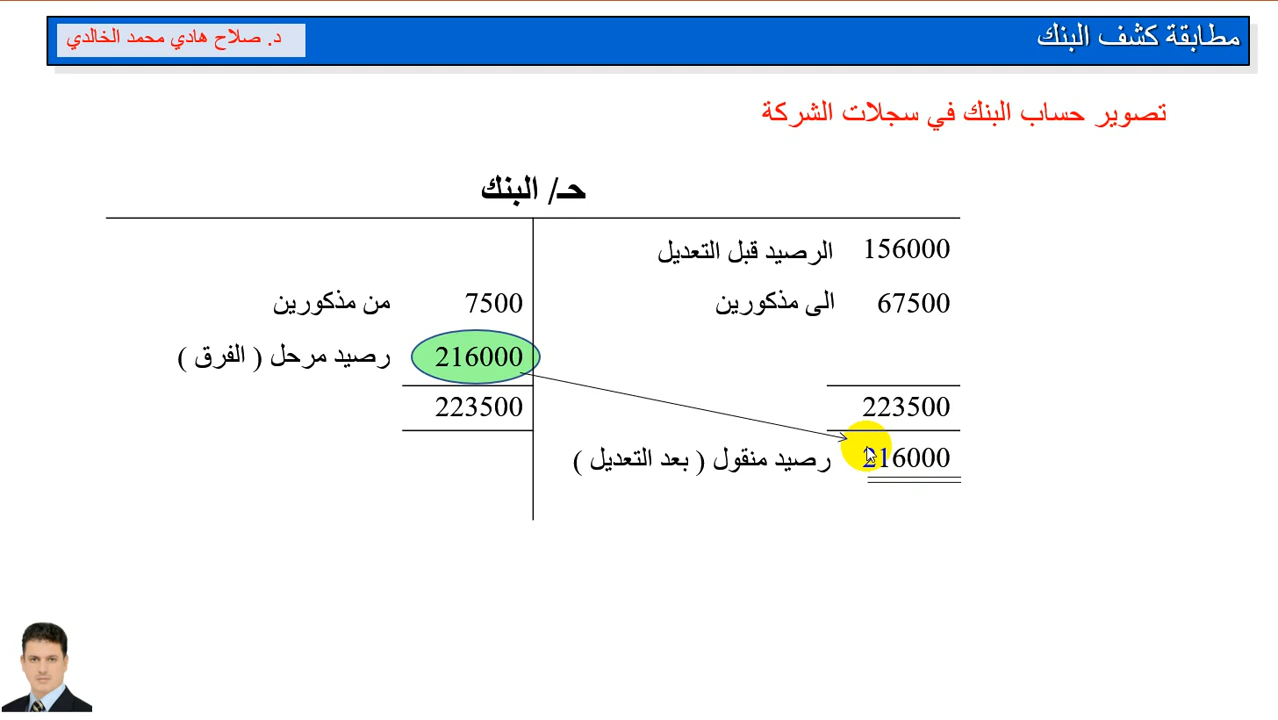 مطابقة كشف البنك
د. صلاح هادي محمد الخالدي
تصوير حساب البنك في سجلات الشركة
حـ/ البنك
156000 الرصيد قبل التعديل
67500 الى مذكورين 7500 من مذكورين
216000 رصيد مرحل ( الفرق )
223500 223500
216000 رصيد منقول ( بعد التعديل )